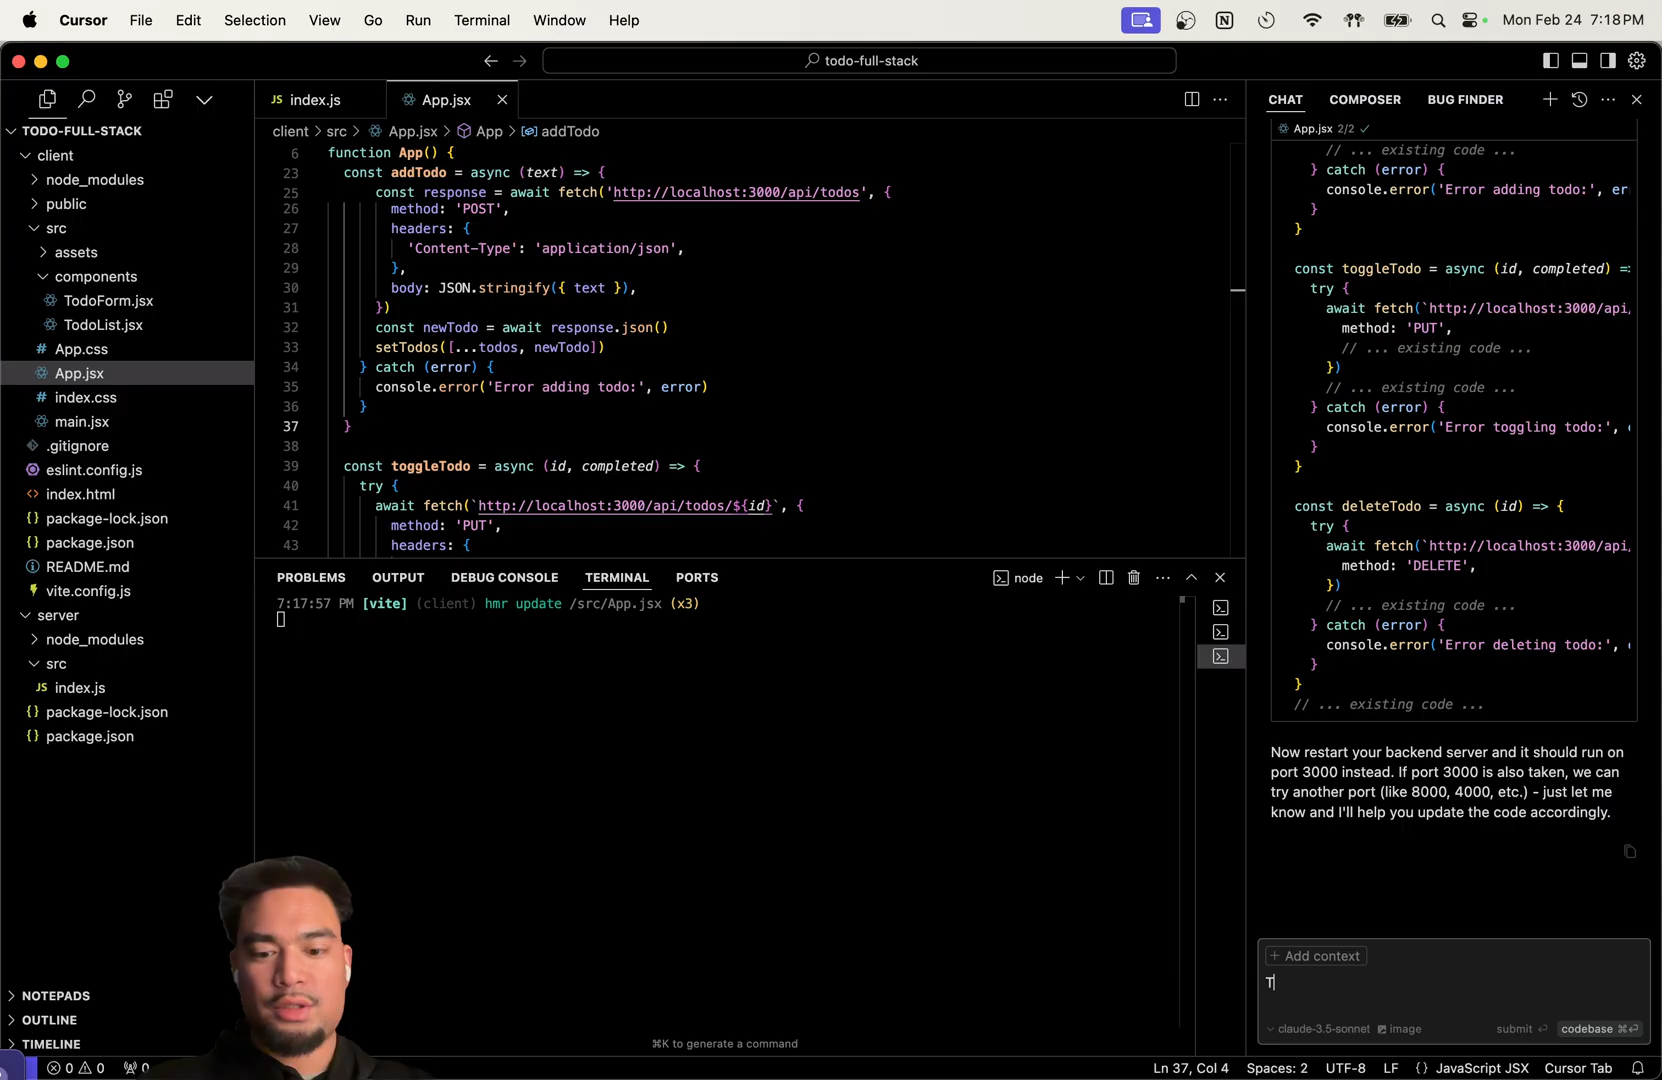 Cursor File Edit Selection View Go Run Terminal Window Help Mon Feb 24 7:18 PM
todo-full-stack
TODO-FULL-STACK
client
node_modules
public
src
assets
components
TodoForm.jsx
TodoList.jsx
# App.css
App.jsx
# index.css
main.jsx
.gitignore
eslint.config.js
<> index.html
{} package-lock.json
{} package.json
README.md
vite.config.js
server
node_modules
src
JS index.js
{} package-lock.json
{} package.json
NOTEPADS
OUTLINE
TIMELINE
JS index.js App.jsx
client > src > App.jsx > App > addTodo
6 function App() {
23 const addTodo = async (text) => {
25 const response = await fetch('http://localhost:3000/api/todos', {
26 method: 'POST',
27 headers: {
28 'Content-Type': 'application/json',
29 },
30 body: JSON.stringify({ text }),
31 })
32 const newTodo = await response.json()
33 setTodos([...todos, newTodo])
34 } catch (error) {
35 console.error('Error adding todo:', error)
36 }
37 }
38
39 const toggleTodo = async (id, completed) => {
40 try {
41 await fetch(`http://localhost:3000/api/todos/${id}`, {
42 method: 'PUT',
43 headers: {
PROBLEMS OUTPUT DEBUG CONSOLE TERMINAL PORTS node
7:17:57 PM [vite] (client) hmr update /src/App.jsx (x3)
⌘K to generate a command
CHAT COMPOSER BUG FINDER
App.jsx 2/2 ✓
// ... existing code ...
} catch (error) {
console.error('Error adding todo:', er
}
}
const toggleTodo = async (id, completed) =>
try {
await fetch(`http://localhost:3000/api,
method: 'PUT',
// ... existing code ...
})
// ... existing code ...
} catch (error) {
console.error('Error toggling todo:',
}
}
const deleteTodo = async (id) => {
try {
await fetch(`http://localhost:3000/api,
method: 'DELETE',
})
// ... existing code ...
} catch (error) {
console.error('Error deleting todo:',
}
}
// ... existing code ...
Now restart your backend server and it should run on
port 3000 instead. If port 3000 is also taken, we can
try another port (like 8000, 4000, etc.) - just let me
know and I'll help you update the code accordingly.
+ Add context
T
claude-3.5-sonnet image submit ⏎ codebase ⌘⏎
0 0 0 Ln 37, Col 4 Spaces: 2 UTF-8 LF {} JavaScript JSX Cursor Tab